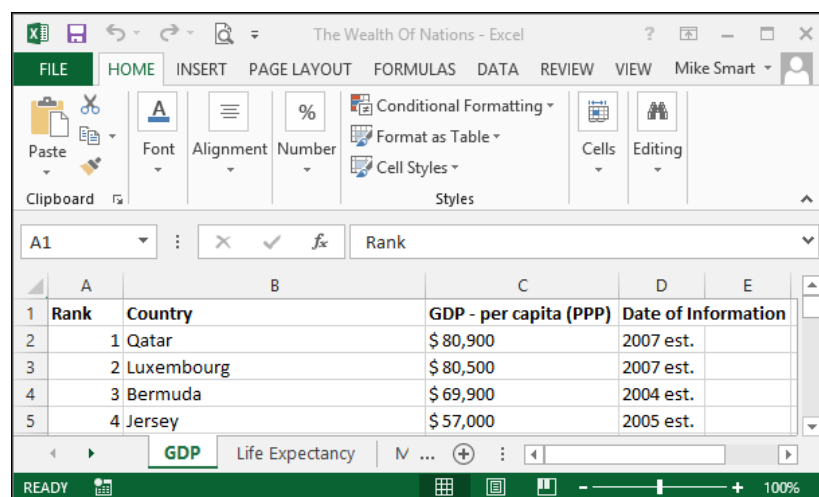 The Wealth Of Nations - Excel
?
FILE HOME INSERT PAGE LAYOUT FORMULAS DATA REVIEW VIEW Mike Smart
Paste
Font
Alignment
Number
%
Conditional Formatting
Format as Table
Cell Styles
Cells
Editing
Clipboard
Styles
A1 fx Rank
A B C D E
1 Rank Country GDP - per capita (PPP) Date of Information
2 1 Qatar $ 80,900 2007 est.
3 2 Luxembourg $ 80,500 2007 est.
4 3 Bermuda $ 69,900 2004 est.
5 4 Jersey $ 57,000 2005 est.
GDP Life Expectancy M ...
READY 100%